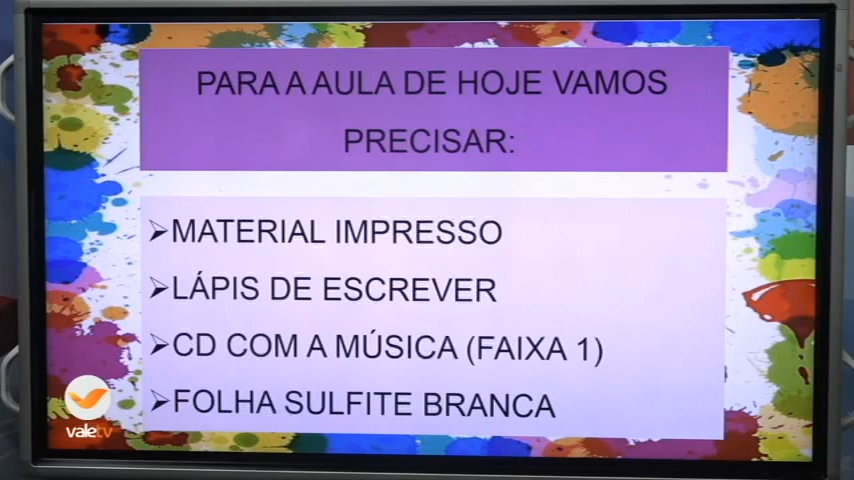 PARA A AULA DE HOJE VAMOS
PRECISAR:
➢MATERIAL IMPRESSO
➢LÁPIS DE ESCREVER
➢CD COM A MÚSICA (FAIXA 1)
➢FOLHA SULFITE BRANCA
valetv